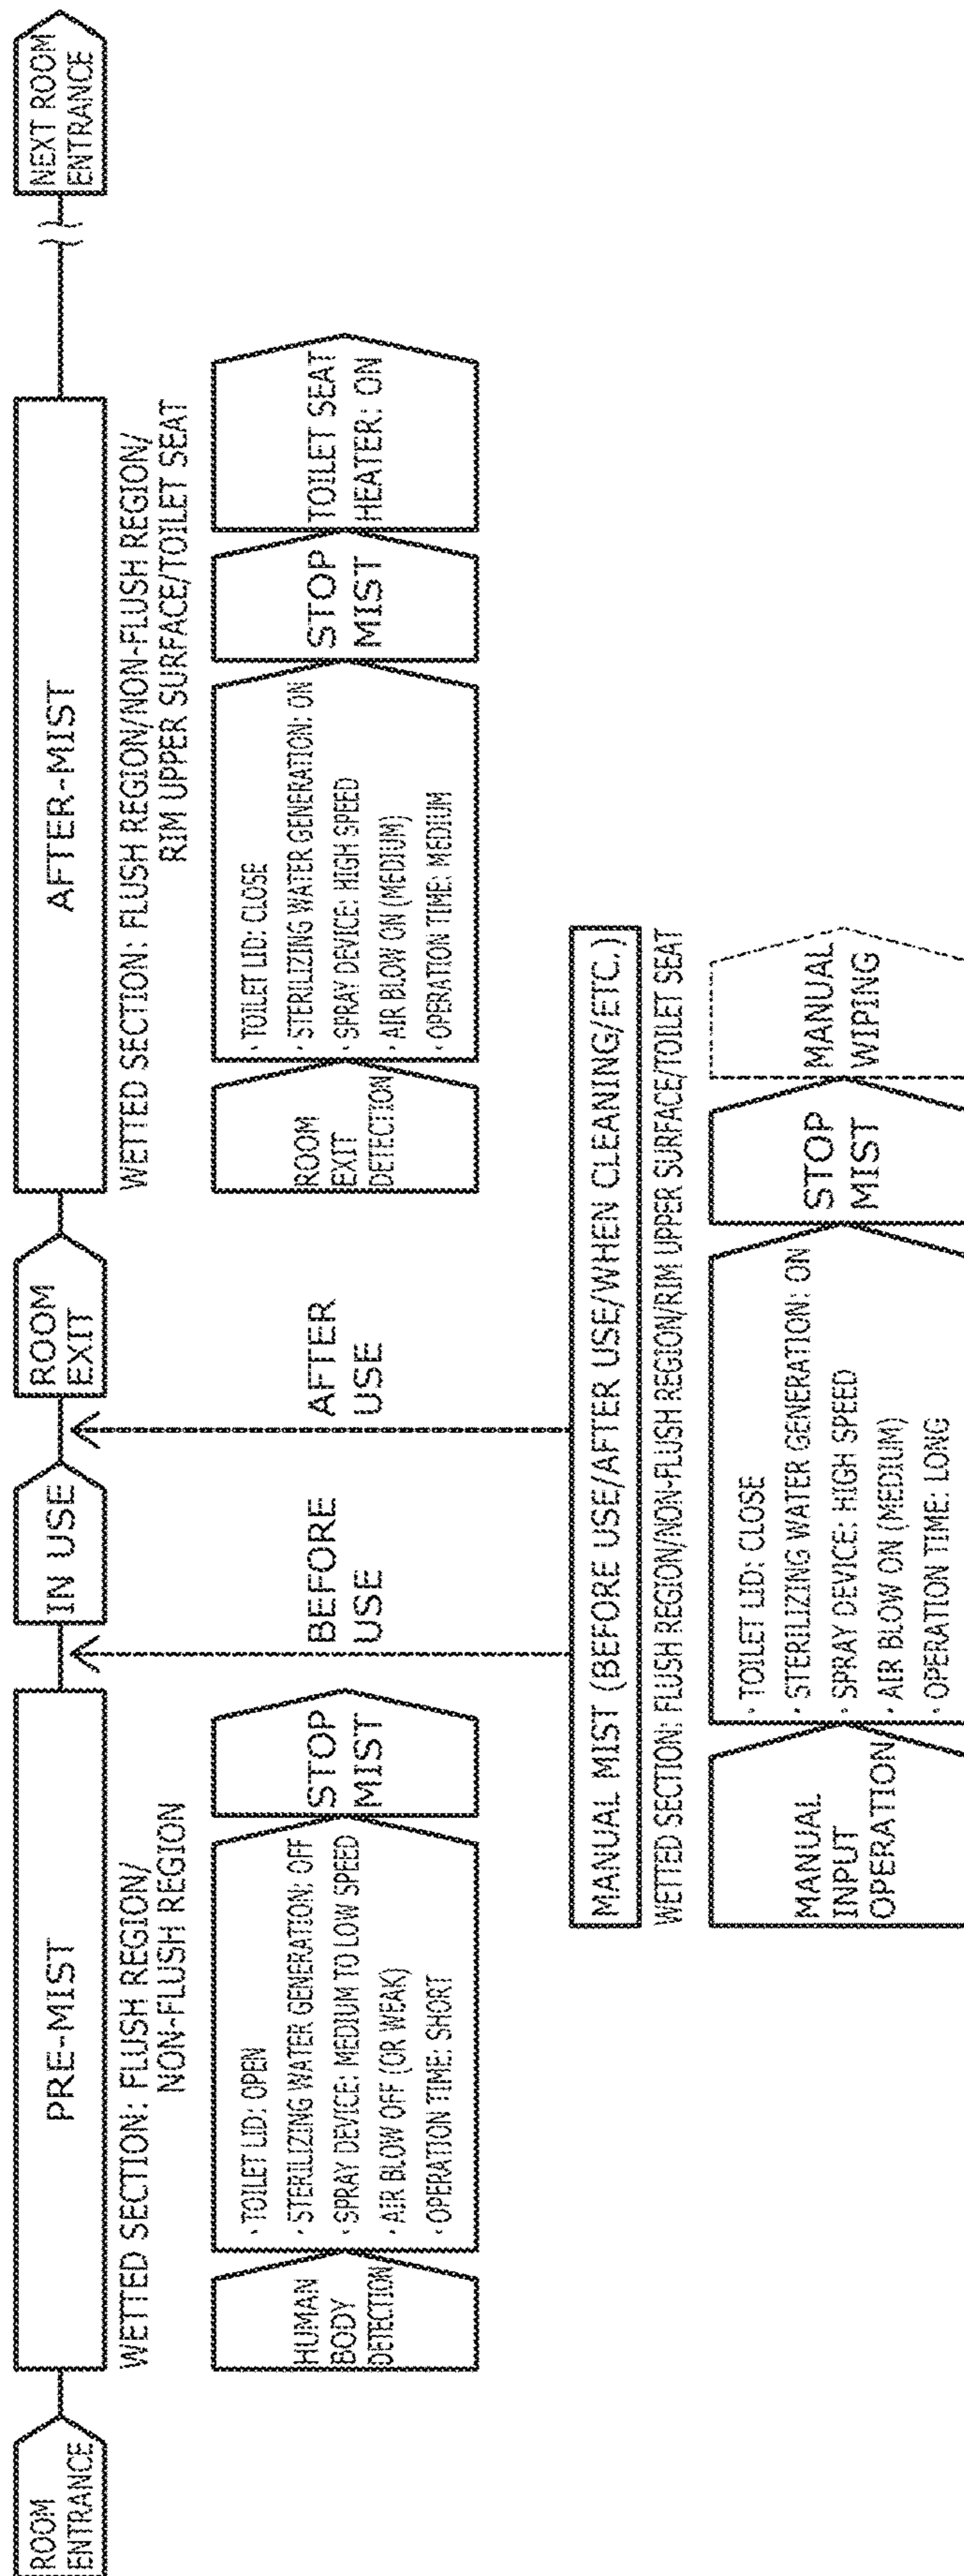 ROOM
ENTRANCE
PRE-MIST
IN USE
ROOM
EXIT
AFTER-MIST
NEXT ROOM
ENTRANCE
WETTED SECTION: FLUSH REGION/
NON-FLUSH REGION
HUMAN
BODY
DETECTION
· TOILET LID: OPEN
· STERILIZING WATER GENERATION: OFF
· SPRAY DEVICE: MEDIUM TO LOW SPEED
· AIR BLOW OFF (OR WEAK)
· OPERATION TIME: SHORT
STOP
MIST
BEFORE
USE
AFTER
USE
WETTED SECTION: FLUSH REGION/NON-FLUSH REGION/
RIM UPPER SURFACE/TOILET SEAT
ROOM
EXIT
DETECTION
· TOILET LID: CLOSE
· STERILIZING WATER GENERATION: ON
· SPRAY DEVICE: HIGH SPEED
· AIR BLOW ON (MEDIUM)
· OPERATION TIME: MEDIUM
STOP
MIST
TOILET SEAT
HEATER: ON
MANUAL MIST (BEFORE USE/AFTER USE/WHEN CLEANING/ETC.)
WETTED SECTION: FLUSH REGION/NON-FLUSH REGION/RIM UPPER SURFACE/TOILET SEAT
MANUAL
INPUT
OPERATION
· TOILET LID: CLOSE
· STERILIZING WATER GENERATION: ON
· SPRAY DEVICE: HIGH SPEED
· AIR BLOW ON (MEDIUM)
· OPERATION TIME: LONG
STOP
MIST
MANUAL
WIPING